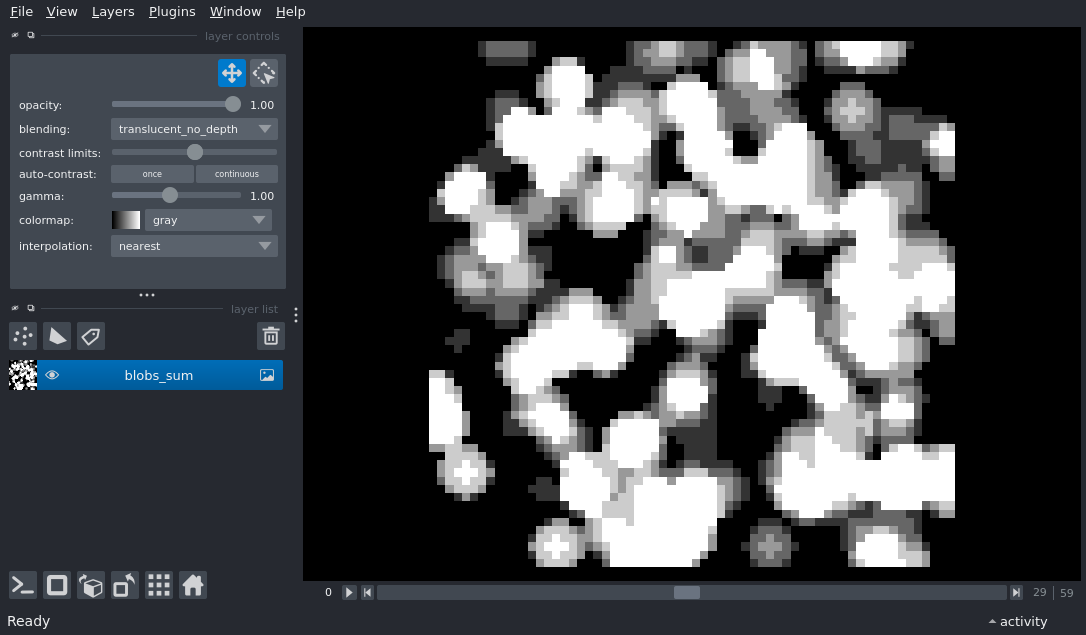 File View Layers Plugins Window Help
layer controls
opacity: 1.00
blending: translucent_no_depth
contrast limits:
auto-contrast: once continuous
gamma: 1.00
colormap: gray
interpolation: nearest
layer list
blobs_sum
0 29 59
Ready activity